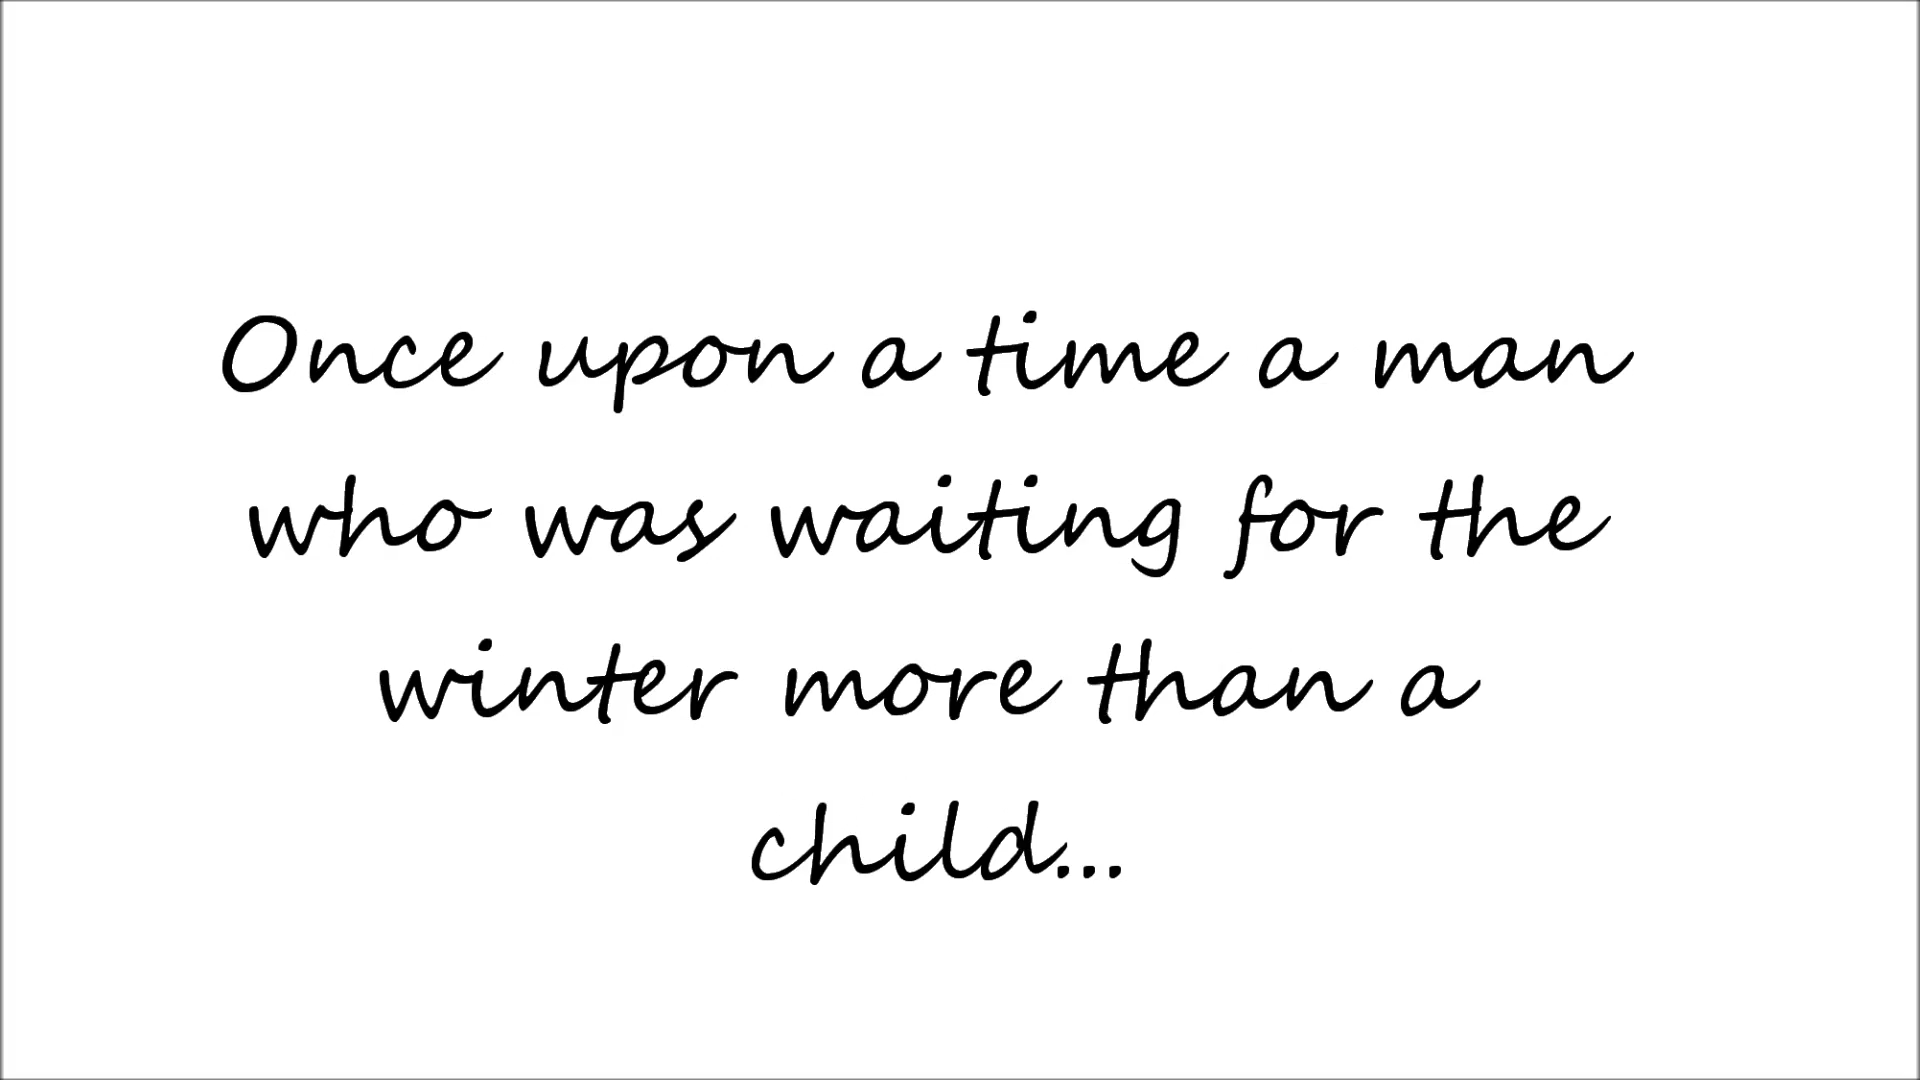 Once upon a time a man
who was waiting for the
winter more than a
child...